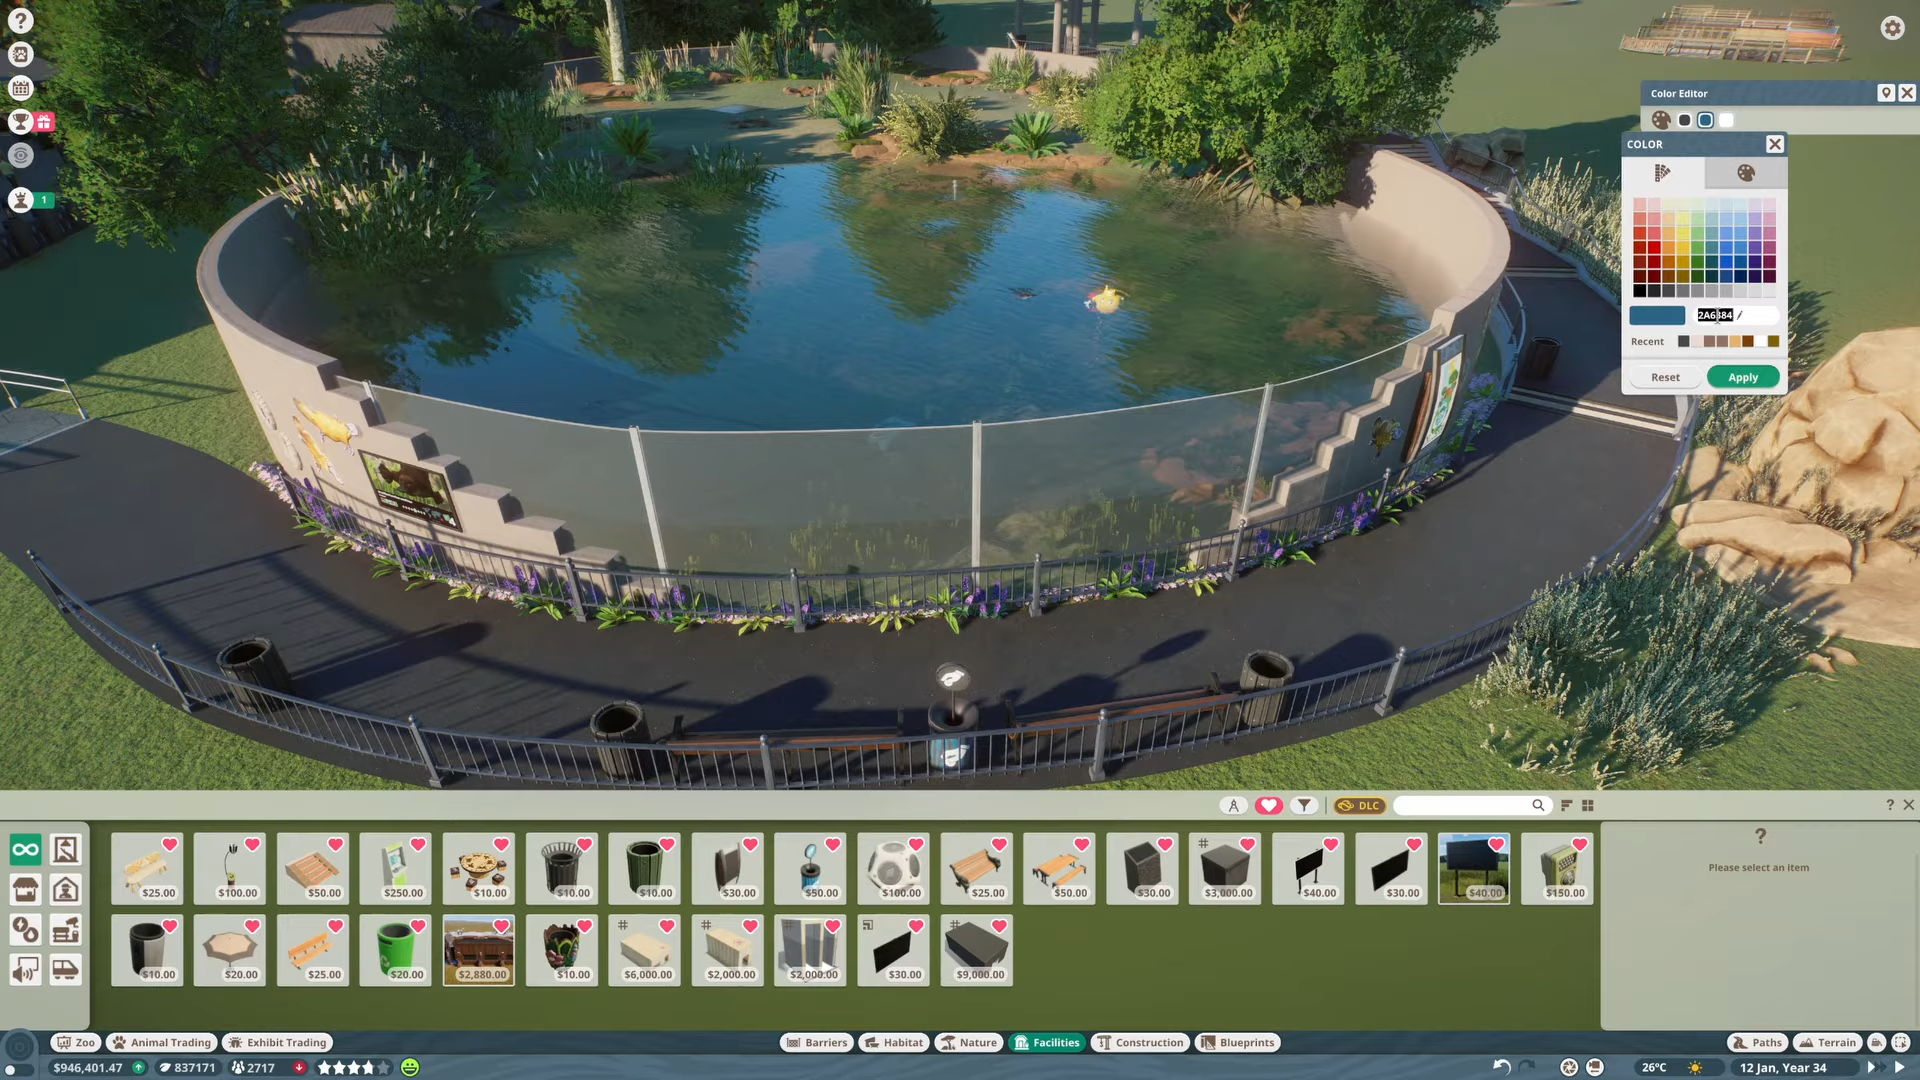 ?
1
Color Editor
COLOR
2A6384
Recent
Reset
Apply
DLC
?
$25.00
$100.00
$50.00
$250.00
$10.00
$10.00
$10.00
$30.00
$50.00
$100.00
$25.00
$50.00
$30.00
#
$3,000.00
$40.00
$30.00
$40.00
$150.00
$10.00
$20.00
$25.00
$20.00
$2,880.00
$10.00
#
$6,000.00
#
$2,000.00
#
$2,000.00
$30.00
#
$9,000.00
?
Please select an item
Zoo
Animal Trading
Exhibit Trading
Barriers
Habitat
Nature
Facilities
Construction
Blueprints
Paths
Terrain
$946,401.47
837171
2717
26°C
12 Jan, Year 34